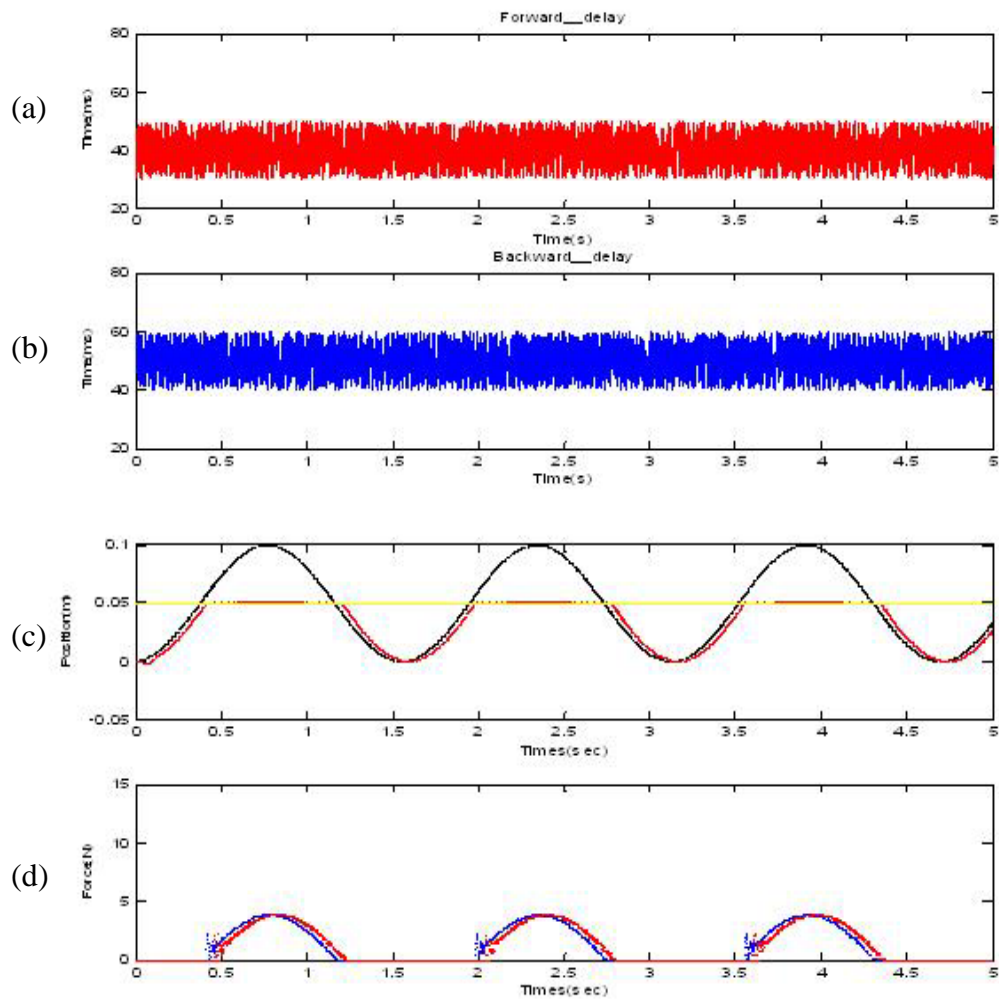 Forward__delay
(a)
Time(ms)
80
60
40
20
0 0.5 1 1.5 2 2.5 3 3.5 4 4.5 5
Time(s)
Backward__delay
(b)
Time(ms)
80
60
40
20
0 0.5 1 1.5 2 2.5 3 3.5 4 4.5 5
Time(s)
(c)
Position(m)
0.1
0.05
0
-0.05
0 0.5 1 1.5 2 2.5 3 3.5 4 4.5 5
Times(sec)
(d)
Force(N)
15
10
5
0
0 0.5 1 1.5 2 2.5 3 3.5 4 4.5 5
Times(sec)